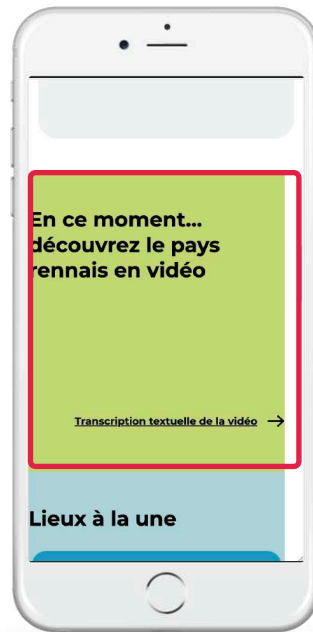 En ce moment...
découvrez le pays
rennais en vidéo
Transcription textuelle de la vidéo
Lieux à la une